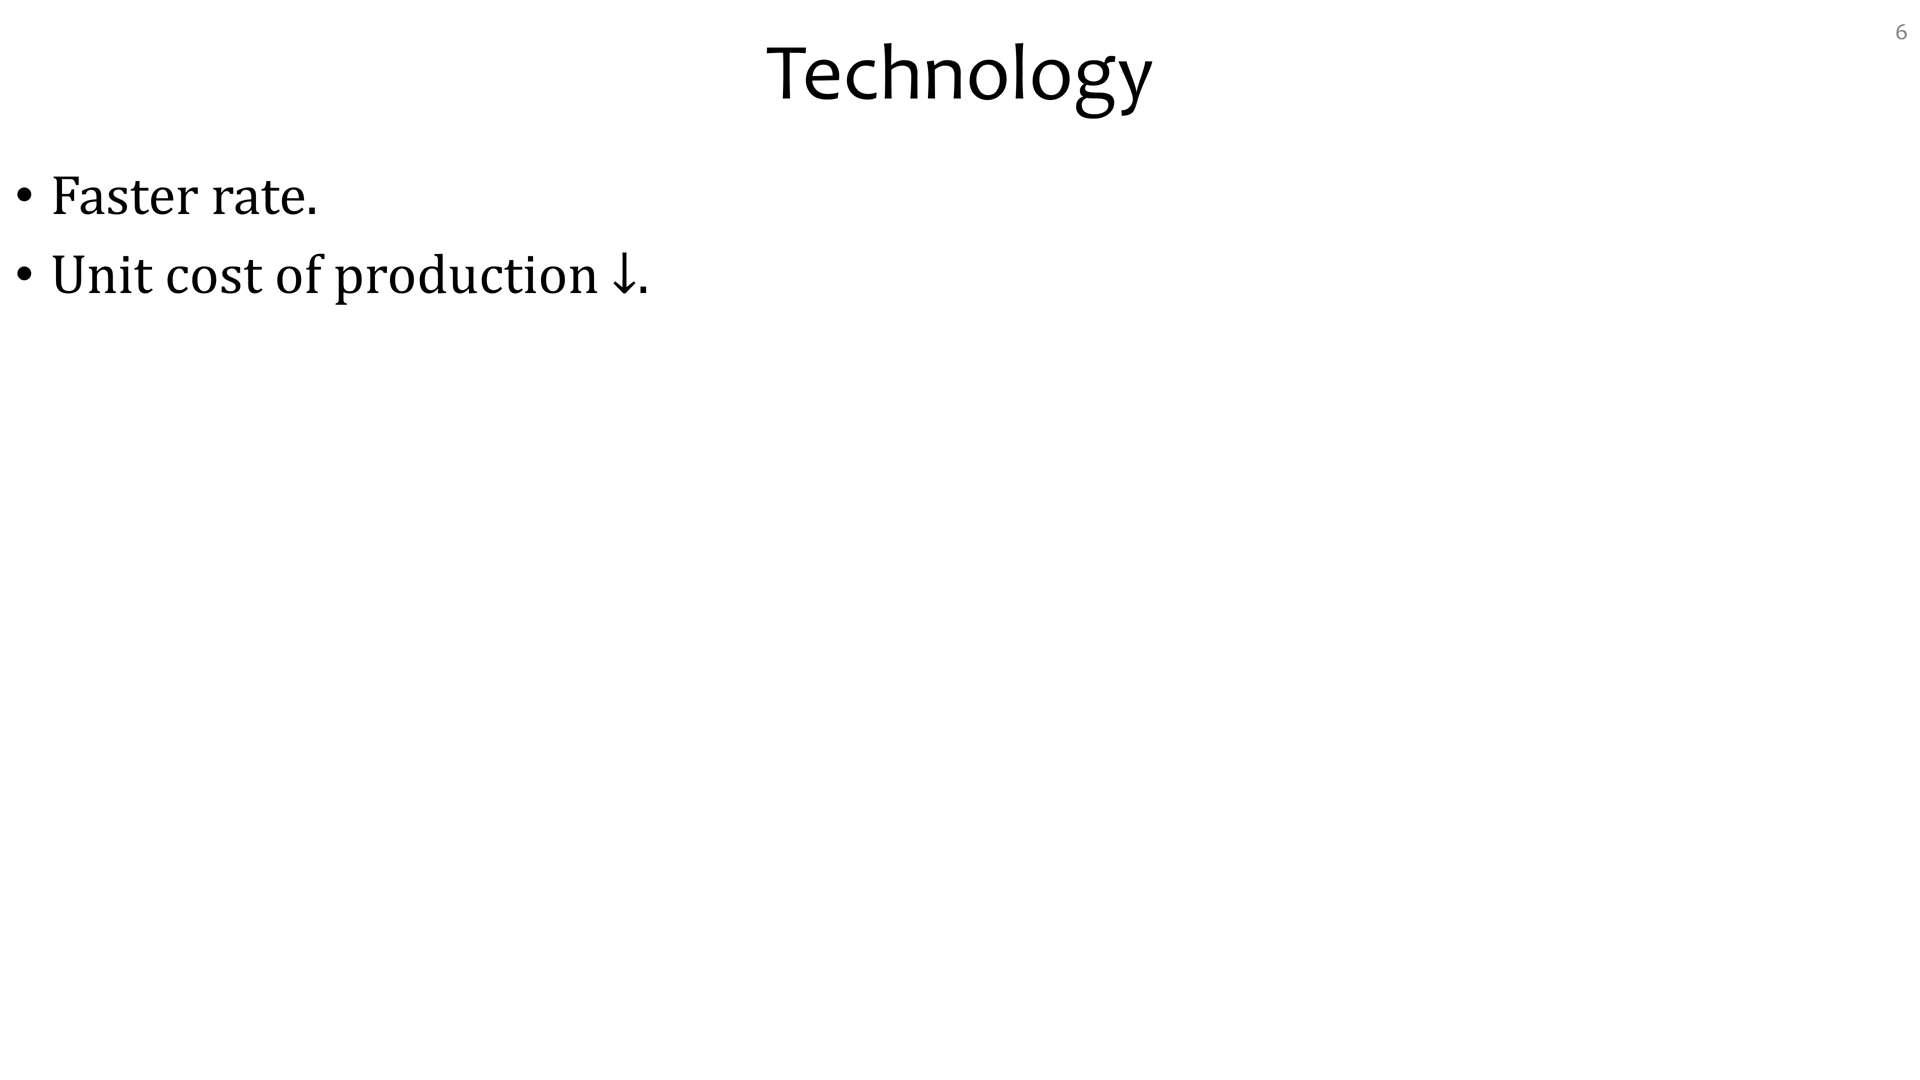 6
Technology
• Faster rate.
• Unit cost of production ↓.